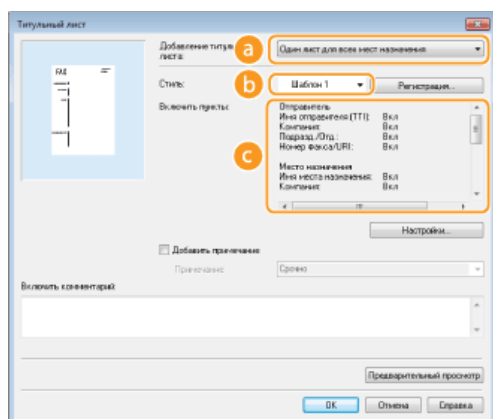 Титульный лист
Добавление титул
листа:
a
Один лист для всех мест назначения
b
Стиль:
Шаблон 1
Регистрация...
FAX
Включить пункты:
c
Отправитель
Имя отправителя (TTI): Вкл
Компания: Вкл
Подразд./Отд.: Вкл
Номер факса/URI: Вкл
Место назначения
Имя места назначения: Вкл
Компания: Вкл
Настройки...
Добавить примечание
Примечание:
Срочно
Включить комментарий:
Предварительный просмотр
OK
Отмена
Справка